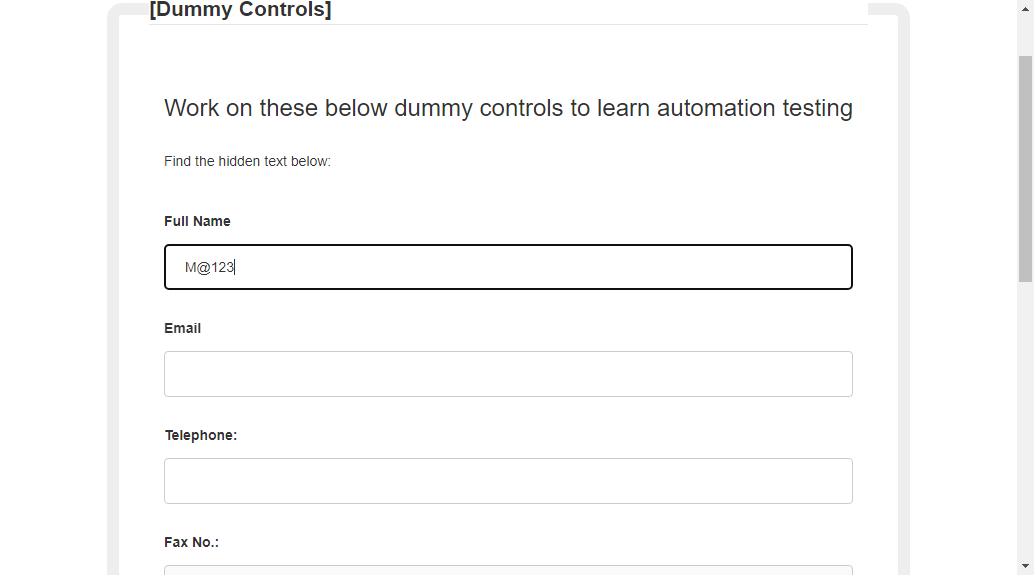 [Dummy Controls]
Work on these below dummy controls to learn automation testing
Find the hidden text below:
Full Name
M@123
Email
Telephone:
Fax No.: